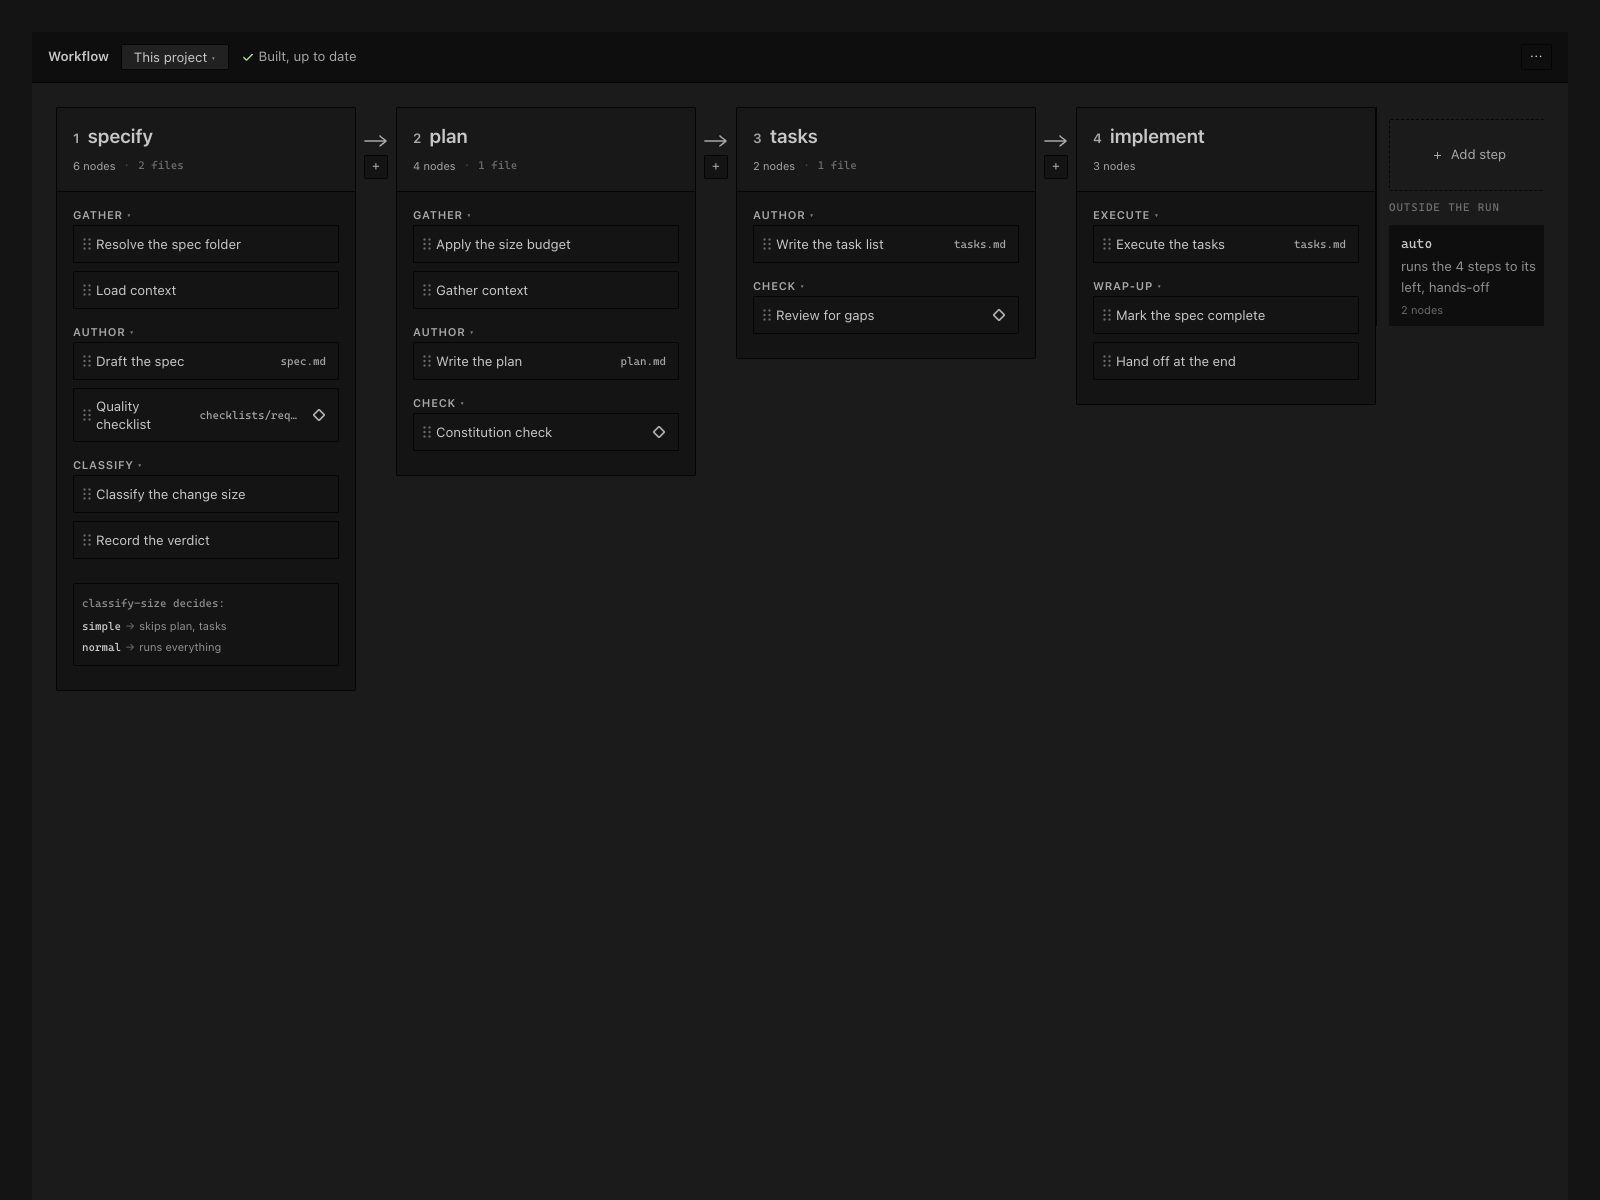 Workflow
This project
Built, up to date
...
1 specify
6 nodes · 2 files
GATHER
Resolve the spec folder
Load context
AUTHOR
Draft the spec spec.md
Quality checklist checklists/req…
CLASSIFY
Classify the change size
Record the verdict
classify-size decides:
simple → skips plan, tasks
normal → runs everything
+
2 plan
4 nodes · 1 file
GATHER
Apply the size budget
Gather context
AUTHOR
Write the plan plan.md
CHECK
Constitution check
+
3 tasks
2 nodes · 1 file
AUTHOR
Write the task list tasks.md
CHECK
Review for gaps
+
4 implement
3 nodes
EXECUTE
Execute the tasks tasks.md
WRAP-UP
Mark the spec complete
Hand off at the end
+ Add step
OUTSIDE THE RUN
auto
runs the 4 steps to its
left, hands-off
2 nodes